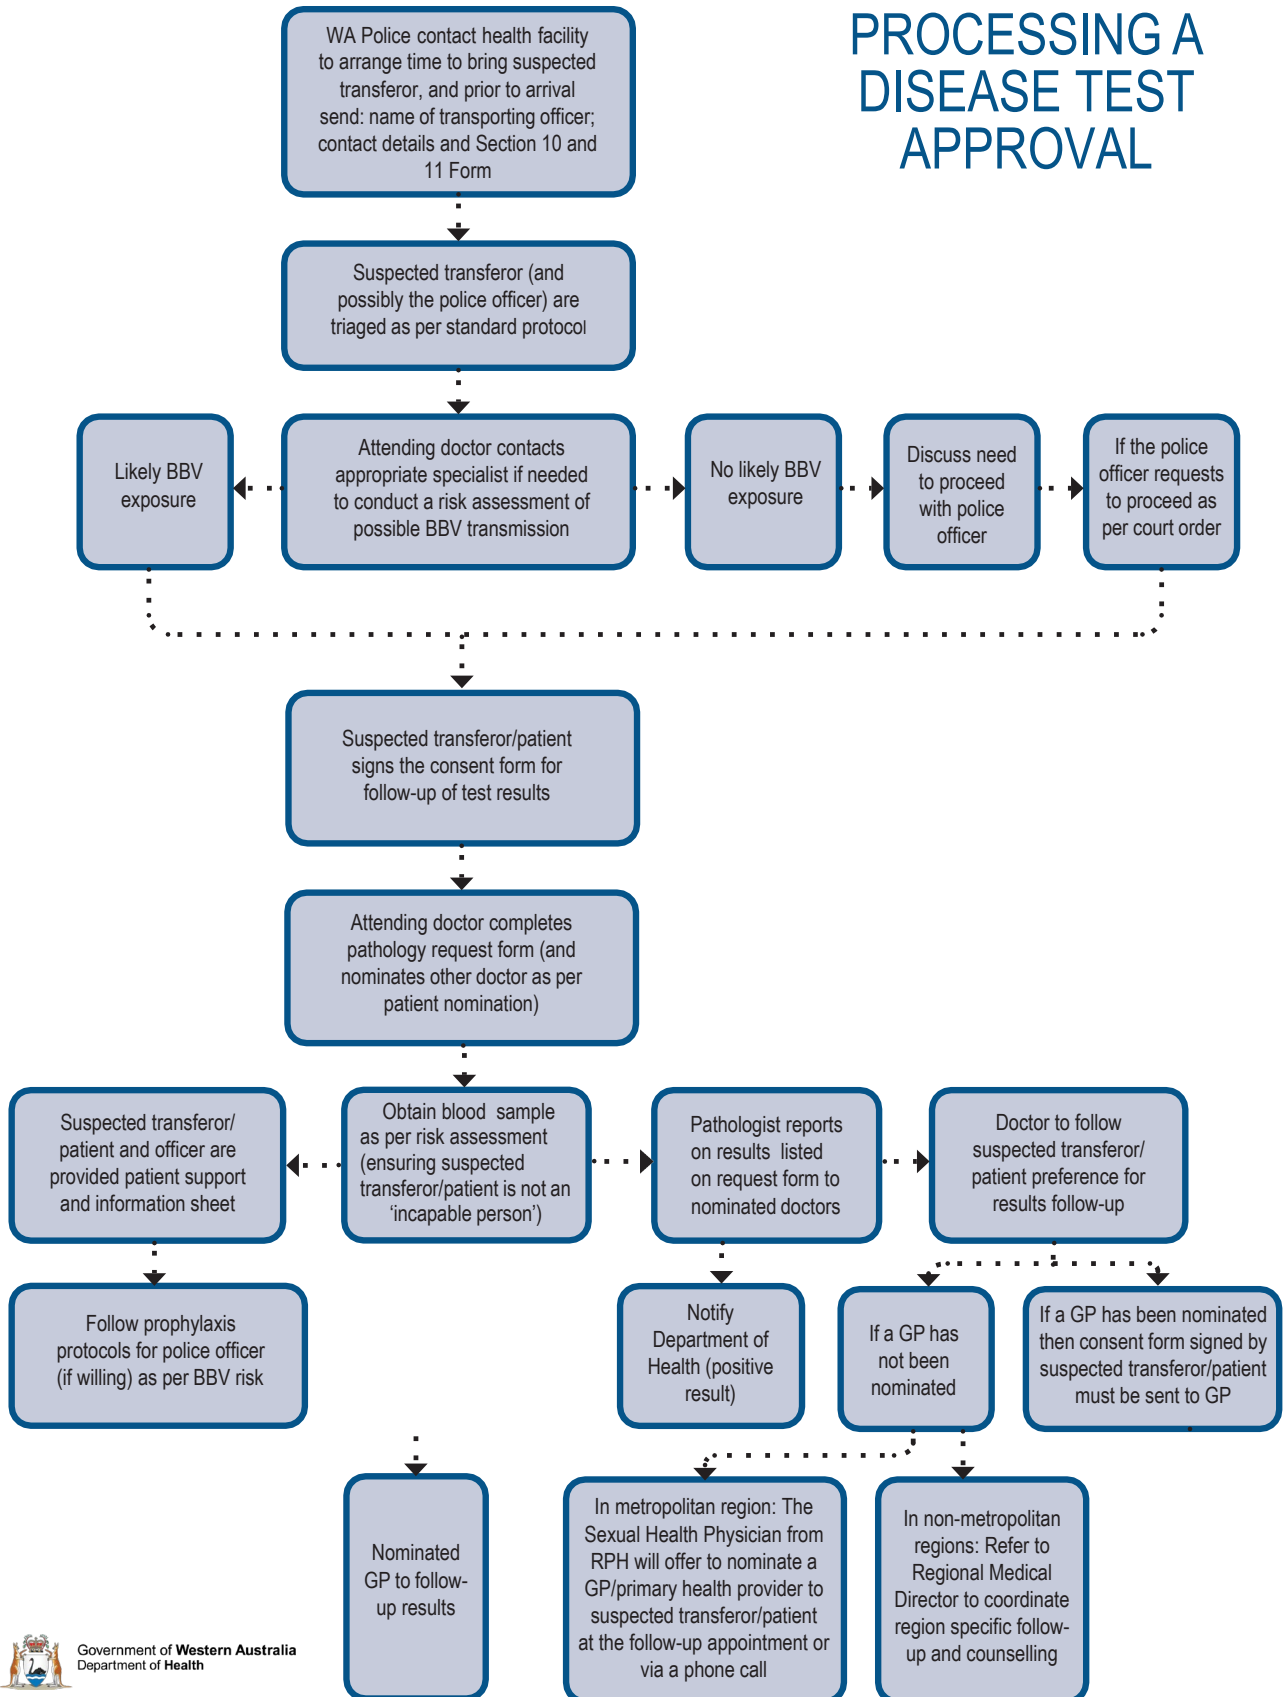 PROCESSING A
DISEASE TEST
APPROVAL
WA Police contact health facility
to arrange time to bring suspected
transferor, and prior to arrival
send: name of transporting officer;
contact details and Section 10 and
11 Form
Suspected transferor (and
possibly the police officer) are
triaged as per standard protocol
Likely BBV
exposure
Attending doctor contacts
appropriate specialist if needed
to conduct a risk assessment of
possible BBV transmission
No likely BBV
exposure
Discuss need
to proceed
with police
officer
If the police
officer requests
to proceed as
per court order
Suspected transferor/patient
signs the consent form for
follow-up of test results
Attending doctor completes
pathology request form (and
nominates other doctor as per
patient nomination)
Suspected transferor/
patient and officer are
provided patient support
and information sheet
Obtain blood sample
as per risk assessment
(ensuring suspected
transferor/patient is not an
‘incapable person’)
Pathologist reports
on results listed
on request form to
nominated doctors
Doctor to follow
suspected transferor/
patient preference for
results follow-up
Follow prophylaxis
protocols for police officer
(if willing) as per BBV risk
Notify
Department of
Health (positive
result)
If a GP has
not been
nominated
If a GP has been nominated
then consent form signed by
suspected transferor/patient
must be sent to GP
Nominated
GP to follow-
up results
In metropolitan region: The
Sexual Health Physician from
RPH will offer to nominate a
GP/primary health provider to
suspected transferor/patient
at the follow-up appointment or
via a phone call
In non-metropolitan
regions: Refer to
Regional Medical
Director to coordinate
region specific follow-
up and counselling
Government of Western Australia
Department of Health